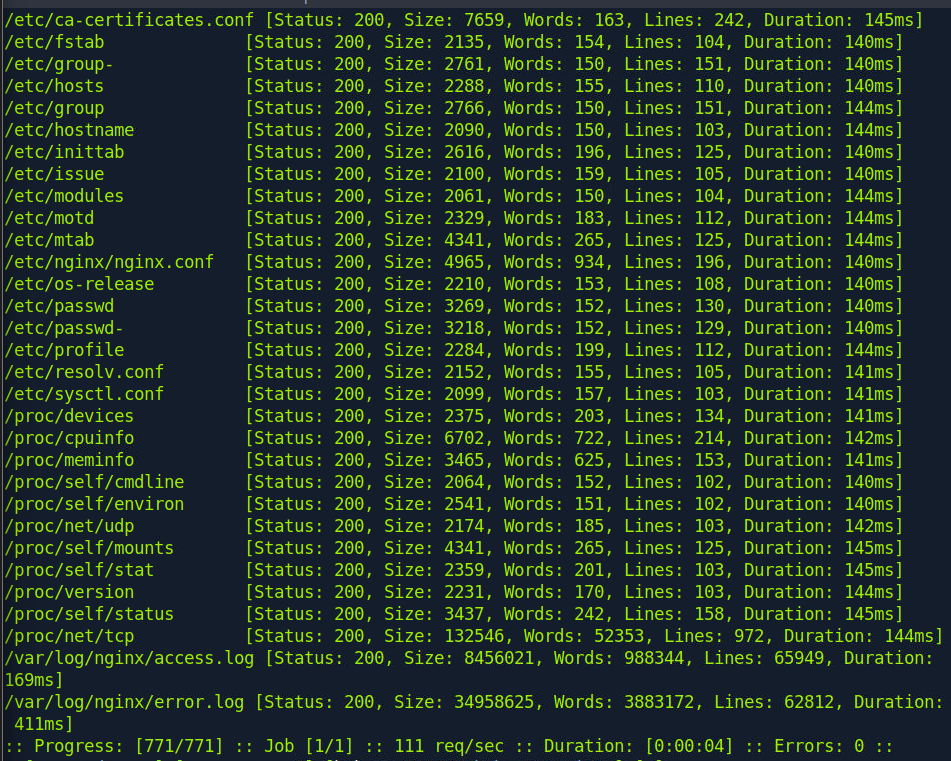 /etc/ca-certificates.conf [Status: 200, Size: 7659, Words: 163, Lines: 242, Duration: 145ms]
/etc/fstab              [Status: 200, Size: 2135, Words: 154, Lines: 104, Duration: 140ms]
/etc/group-             [Status: 200, Size: 2761, Words: 150, Lines: 151, Duration: 140ms]
/etc/hosts              [Status: 200, Size: 2288, Words: 155, Lines: 110, Duration: 140ms]
/etc/group              [Status: 200, Size: 2766, Words: 150, Lines: 151, Duration: 144ms]
/etc/hostname           [Status: 200, Size: 2090, Words: 150, Lines: 103, Duration: 144ms]
/etc/inittab            [Status: 200, Size: 2616, Words: 196, Lines: 125, Duration: 140ms]
/etc/issue              [Status: 200, Size: 2100, Words: 159, Lines: 105, Duration: 140ms]
/etc/modules            [Status: 200, Size: 2061, Words: 150, Lines: 104, Duration: 144ms]
/etc/motd               [Status: 200, Size: 2329, Words: 183, Lines: 112, Duration: 144ms]
/etc/mtab               [Status: 200, Size: 4341, Words: 265, Lines: 125, Duration: 144ms]
/etc/nginx/nginx.conf   [Status: 200, Size: 4965, Words: 934, Lines: 196, Duration: 140ms]
/etc/os-release         [Status: 200, Size: 2210, Words: 153, Lines: 108, Duration: 140ms]
/etc/passwd             [Status: 200, Size: 3269, Words: 152, Lines: 130, Duration: 140ms]
/etc/passwd-            [Status: 200, Size: 3218, Words: 152, Lines: 129, Duration: 140ms]
/etc/profile            [Status: 200, Size: 2284, Words: 199, Lines: 112, Duration: 144ms]
/etc/resolv.conf        [Status: 200, Size: 2152, Words: 155, Lines: 105, Duration: 141ms]
/etc/sysctl.conf        [Status: 200, Size: 2099, Words: 157, Lines: 103, Duration: 141ms]
/proc/devices           [Status: 200, Size: 2375, Words: 203, Lines: 134, Duration: 141ms]
/proc/cpuinfo           [Status: 200, Size: 6702, Words: 722, Lines: 214, Duration: 142ms]
/proc/meminfo           [Status: 200, Size: 3465, Words: 625, Lines: 153, Duration: 141ms]
/proc/self/cmdline      [Status: 200, Size: 2064, Words: 152, Lines: 102, Duration: 140ms]
/proc/self/environ      [Status: 200, Size: 2541, Words: 151, Lines: 102, Duration: 140ms]
/proc/net/udp           [Status: 200, Size: 2174, Words: 185, Lines: 103, Duration: 142ms]
/proc/self/mounts       [Status: 200, Size: 4341, Words: 265, Lines: 125, Duration: 145ms]
/proc/self/stat         [Status: 200, Size: 2359, Words: 201, Lines: 103, Duration: 145ms]
/proc/version           [Status: 200, Size: 2231, Words: 170, Lines: 103, Duration: 144ms]
/proc/self/status       [Status: 200, Size: 3437, Words: 242, Lines: 158, Duration: 145ms]
/proc/net/tcp           [Status: 200, Size: 132546, Words: 52353, Lines: 972, Duration: 144ms]
/var/log/nginx/access.log [Status: 200, Size: 8456021, Words: 988344, Lines: 65949, Duration:
169ms]
/var/log/nginx/error.log [Status: 200, Size: 34958625, Words: 3883172, Lines: 62812, Duration:
 411ms]
:: Progress: [771/771] :: Job [1/1] :: 111 req/sec :: Duration: [0:00:04] :: Errors: 0 ::